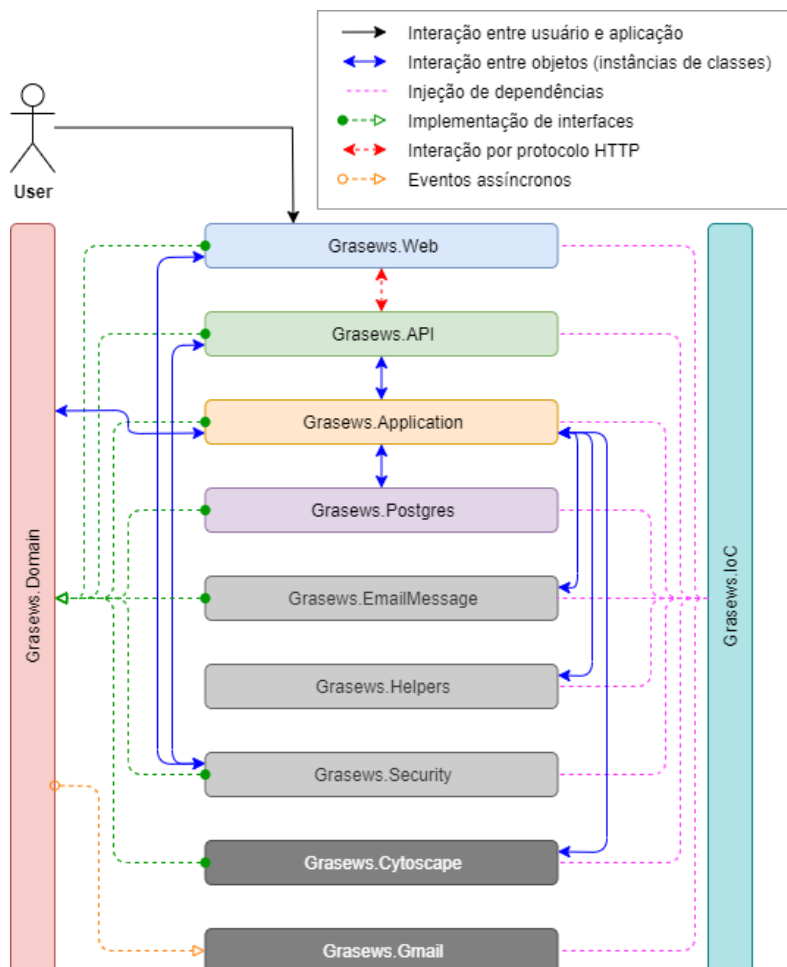 Interação entre usuário e aplicação
Interação entre objetos (instâncias de classes)
Injeção de dependências
Implementação de interfaces
Interação por protocolo HTTP
Eventos assíncronos
User
Grasews.Domain
Grasews.Web
Grasews.API
Grasews.Application
Grasews.Postgres
Grasews.EmailMessage
Grasews.Helpers
Grasews.Security
Grasews.Cytoscape
Grasews.Gmail
Grasews.IoC